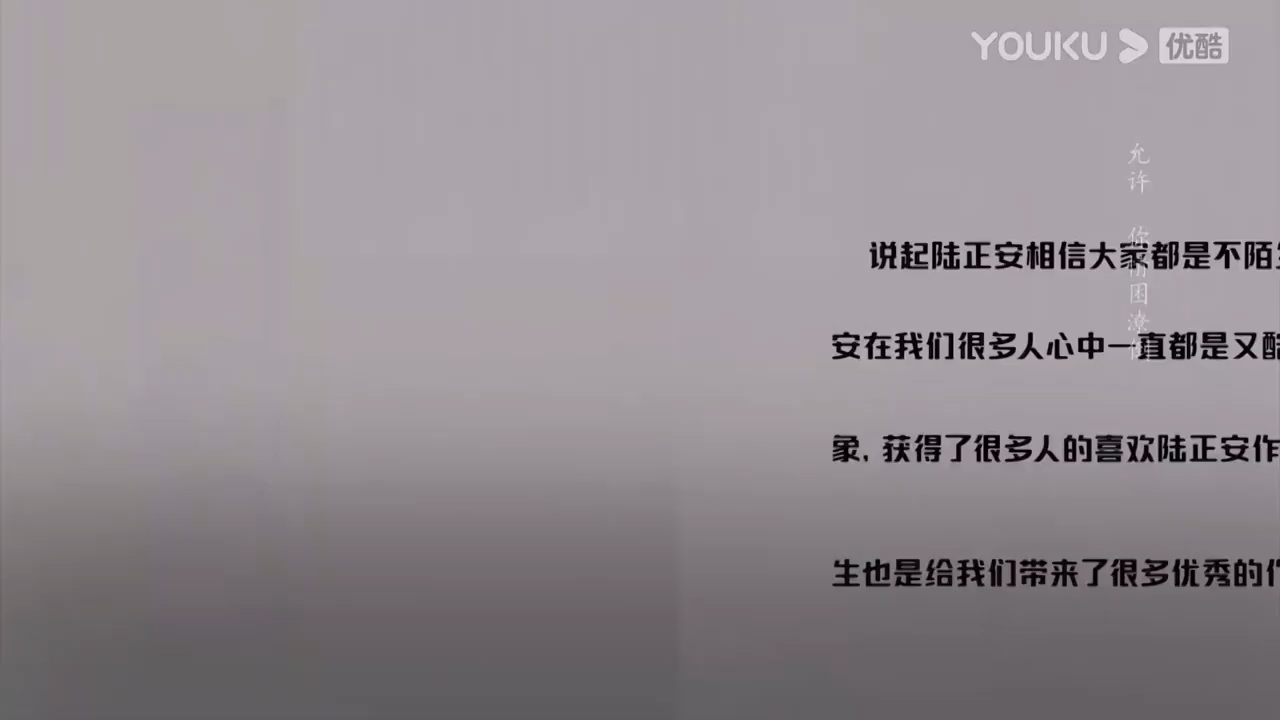 YOUKU 优酷
允许
说起陆正安相信大家都是不陌
安在我们很多人心中一直都是又酷
象,获得了很多人的喜欢陆正安作
生也是给我们带来了很多优秀的